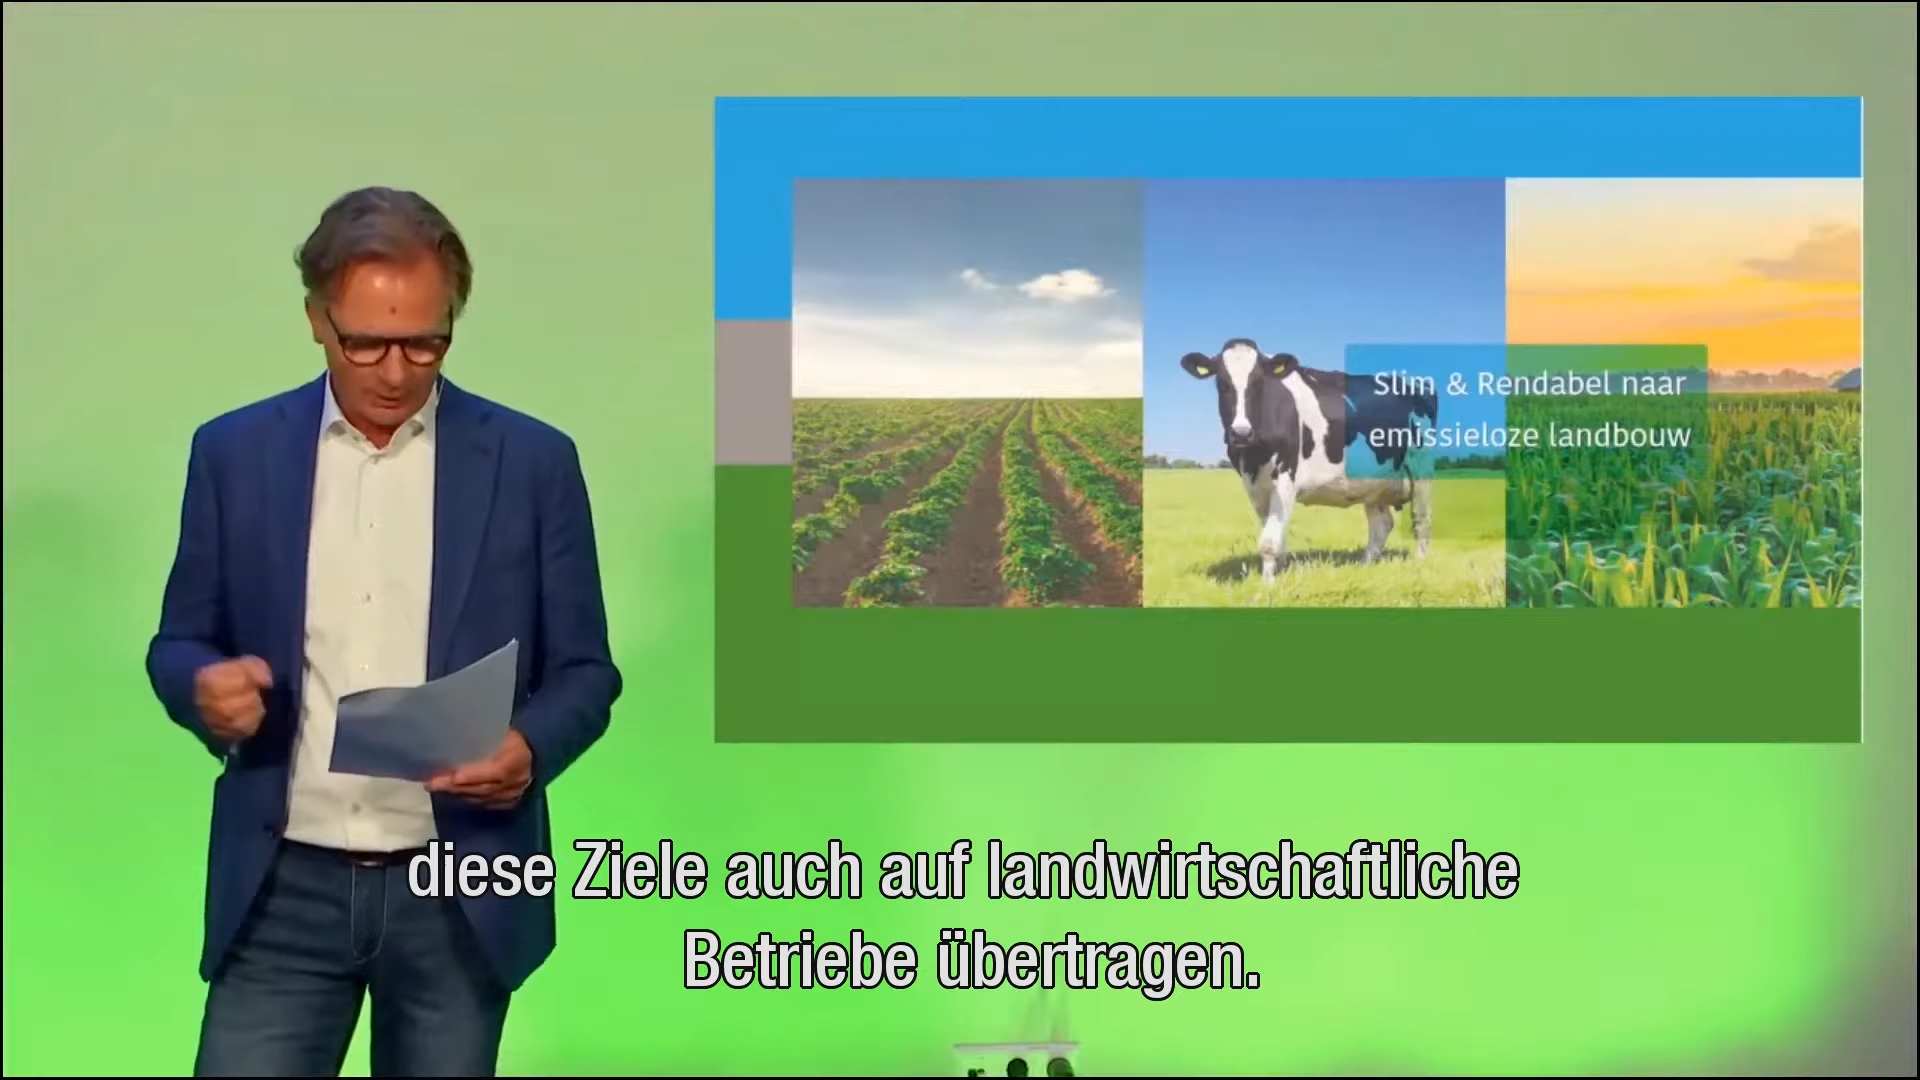 Slim & Rendabel naar
emissieloze landbouw
diese Ziele auch auf landwirtschaftliche
Betriebe übertragen.